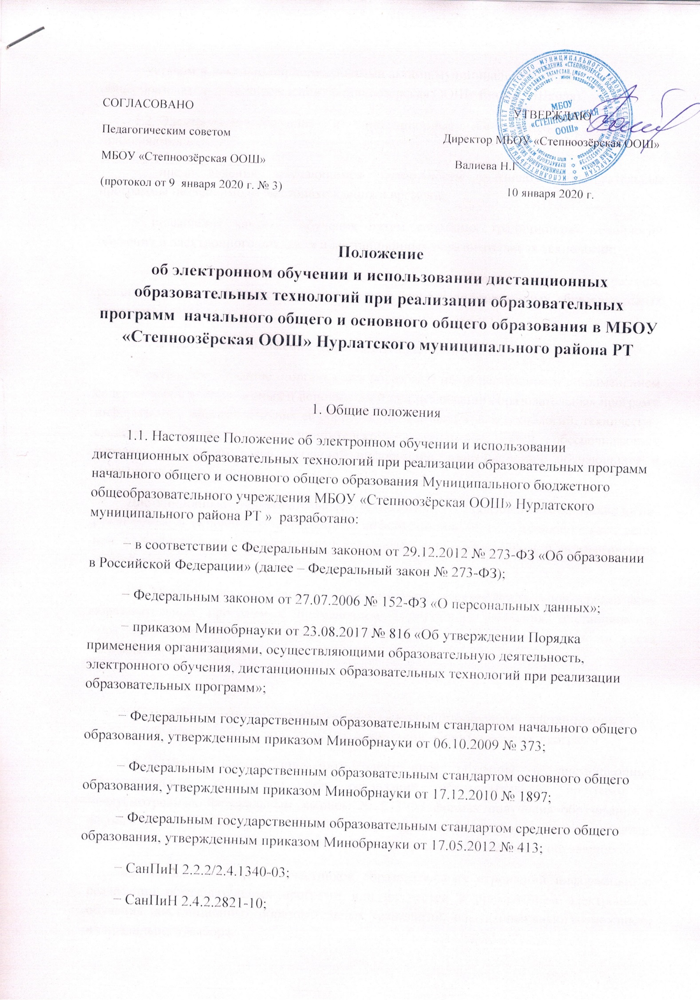 СОГЛАСОВАНО
Педагогическим советом
МБОУ «Степноозёрская ООШ»
(протокол от 9 января 2020 г. № 3)
УТВЕРЖДАЮ
Директор МБОУ «Степноозёрская ООШ»
Валиева Н.Г
10 января 2020 г.
МБОУ
«СТЕПНООЗЕРСКАЯ
ООШ»
Положение
об электронном обучении и использовании дистанционных
образовательных технологий при реализации образовательных
программ начального общего и основного общего образования в МБОУ
«Степноозёрская ООШ» Нурлатского муниципального района РТ
1. Общие положения
1.1. Настоящее Положение об электронном обучении и использовании
дистанционных образовательных технологий при реализации образовательных программ
начального общего и основного общего образования Муниципального бюджетного
общеобразовательного учреждения МБОУ «Степноозёрская ООШ» Нурлатского
муниципального района РТ » разработано:
– в соответствии с Федеральным законом от 29.12.2012 № 273-ФЗ «Об образовании
в Российской Федерации» (далее – Федеральный закон № 273-ФЗ);
– Федеральным законом от 27.07.2006 № 152-ФЗ «О персональных данных»;
– приказом Минобрнауки от 23.08.2017 № 816 «Об утверждении Порядка
применения организациями, осуществляющими образовательную деятельность,
электронного обучения, дистанционных образовательных технологий при реализации
образовательных программ»;
– Федеральным государственным образовательным стандартом начального общего
образования, утвержденным приказом Минобрнауки от 06.10.2009 № 373;
– Федеральным государственным образовательным стандартом основного общего
образования, утвержденным приказом Минобрнауки от 17.12.2010 № 1897;
– Федеральным государственным образовательным стандартом среднего общего
образования, утвержденным приказом Минобрнауки от 17.05.2012 № 413;
– СанПиН 2.2.2/2.4.1340-03;
– СанПиН 2.4.2.2821-10;